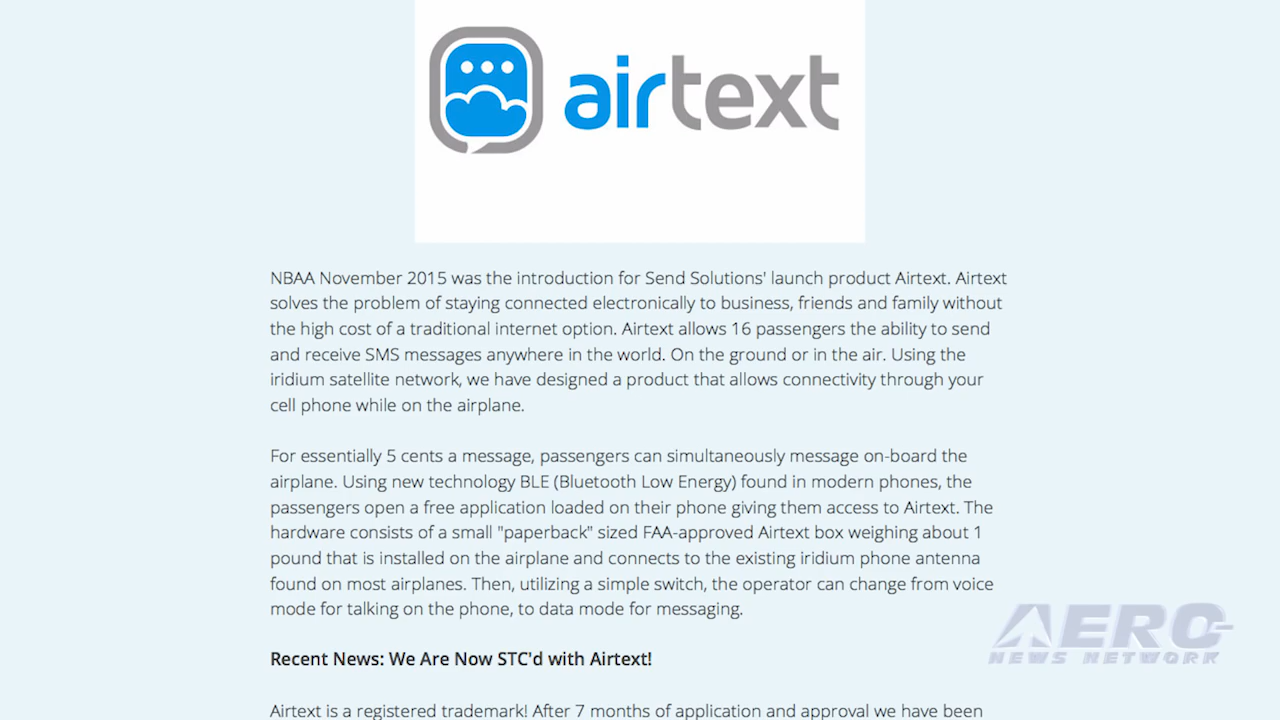 airtext
NBAA November 2015 was the introduction for Send Solutions' launch product Airtext. Airtext
solves the problem of staying connected electronically to business, friends and family without
the high cost of a traditional internet option. Airtext allows 16 passengers the ability to send
and receive SMS messages anywhere in the world. On the ground or in the air. Using the
iridium satellite network, we have designed a product that allows connectivity through your
cell phone while on the airplane.
For essentially 5 cents a message, passengers can simultaneously message on-board the
airplane. Using new technology BLE (Bluetooth Low Energy) found in modern phones, the
passengers open a free application loaded on their phone giving them access to Airtext. The
hardware consists of a small "paperback" sized FAA-approved Airtext box weighing about 1
pound that is installed on the airplane and connects to the existing iridium phone antenna
found on most airplanes. Then, utilizing a simple switch, the operator can change from voice
mode for talking on the phone, to data mode for messaging.
AERO
NEWS NETWORK
Recent News: We Are Now STC'd with Airtext!
Airtext is a registered trademark! After 7 months of application and approval we have been